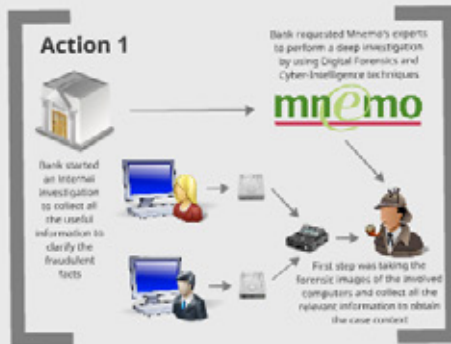 Action 1
Bank requested Mnemo's experts
to perform a deep investigation
by using Digital Forensics and
Cyber-Intelligence techniques
mnemo
Bank started
an Internal
investigation
to collect all
the useful
information to
clarify the
fraudulent
facts
First step was taking the
forensic images of the involved
computers and collect all the
relevant information to obtain
the case context